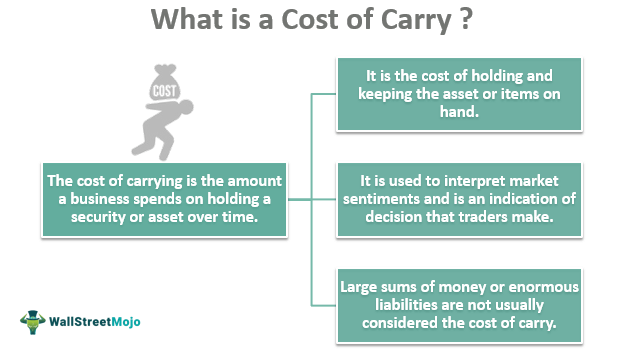 What is a Cost of Carry ?
COST
The cost of carrying is the amount
a business spends on holding a
security or asset over time.
It is the cost of holding and
keeping the asset or items on
hand.
It is used to interpret market
sentiments and is an indication of
decision that traders make.
Large sums of money or enormous
liabilities are not usually
considered the cost of carry.
WallStreetMojo